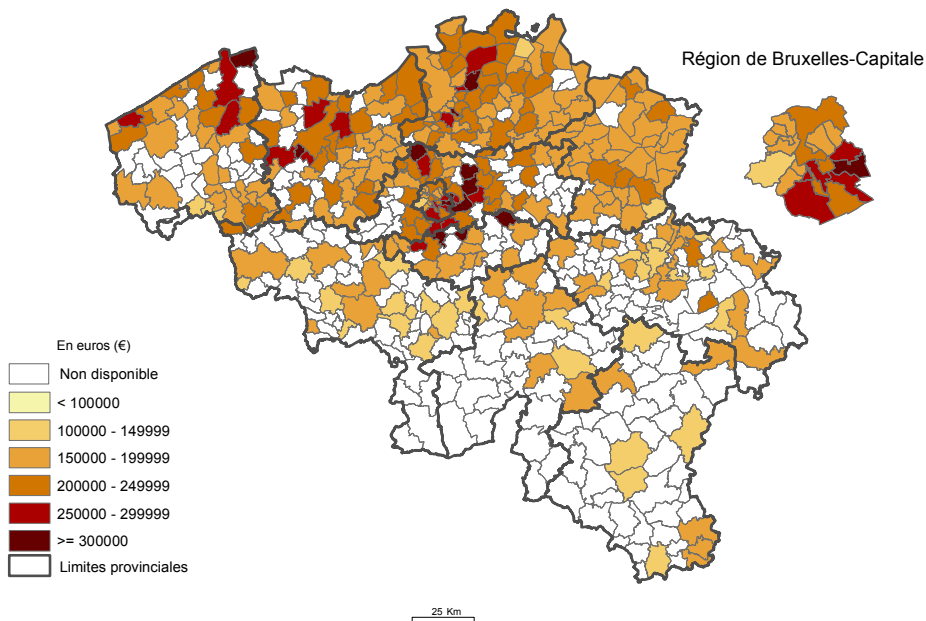 Région de Bruxelles-Capitale
En euros (€)
Non disponible
< 100000
100000 - 149999
150000 - 199999
200000 - 249999
250000 - 299999
>= 300000
Limites provinciales
25 Km